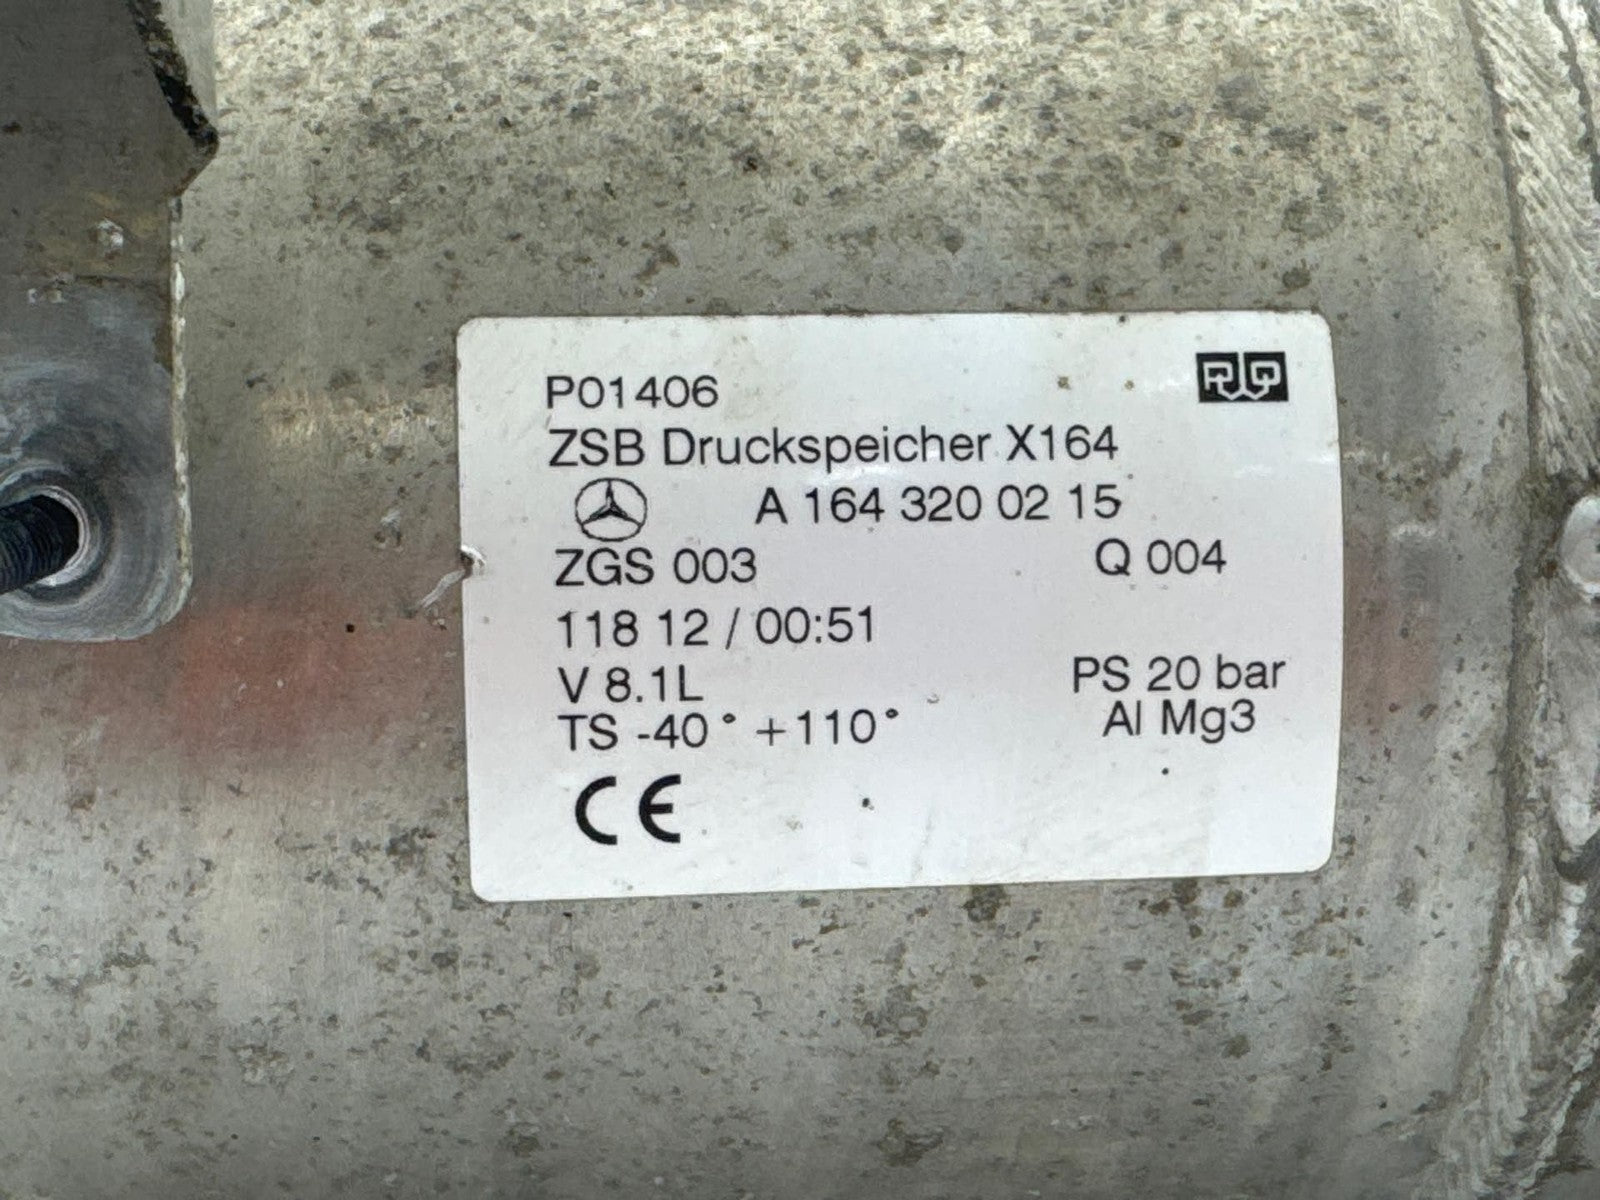 P01406
ZSB Druckspeicher X164
A 164 320 02 15
ZGS 003 Q 004
118 12 / 00:51
V 8.1L PS 20 bar
TS -40° +110° Al Mg3
CE